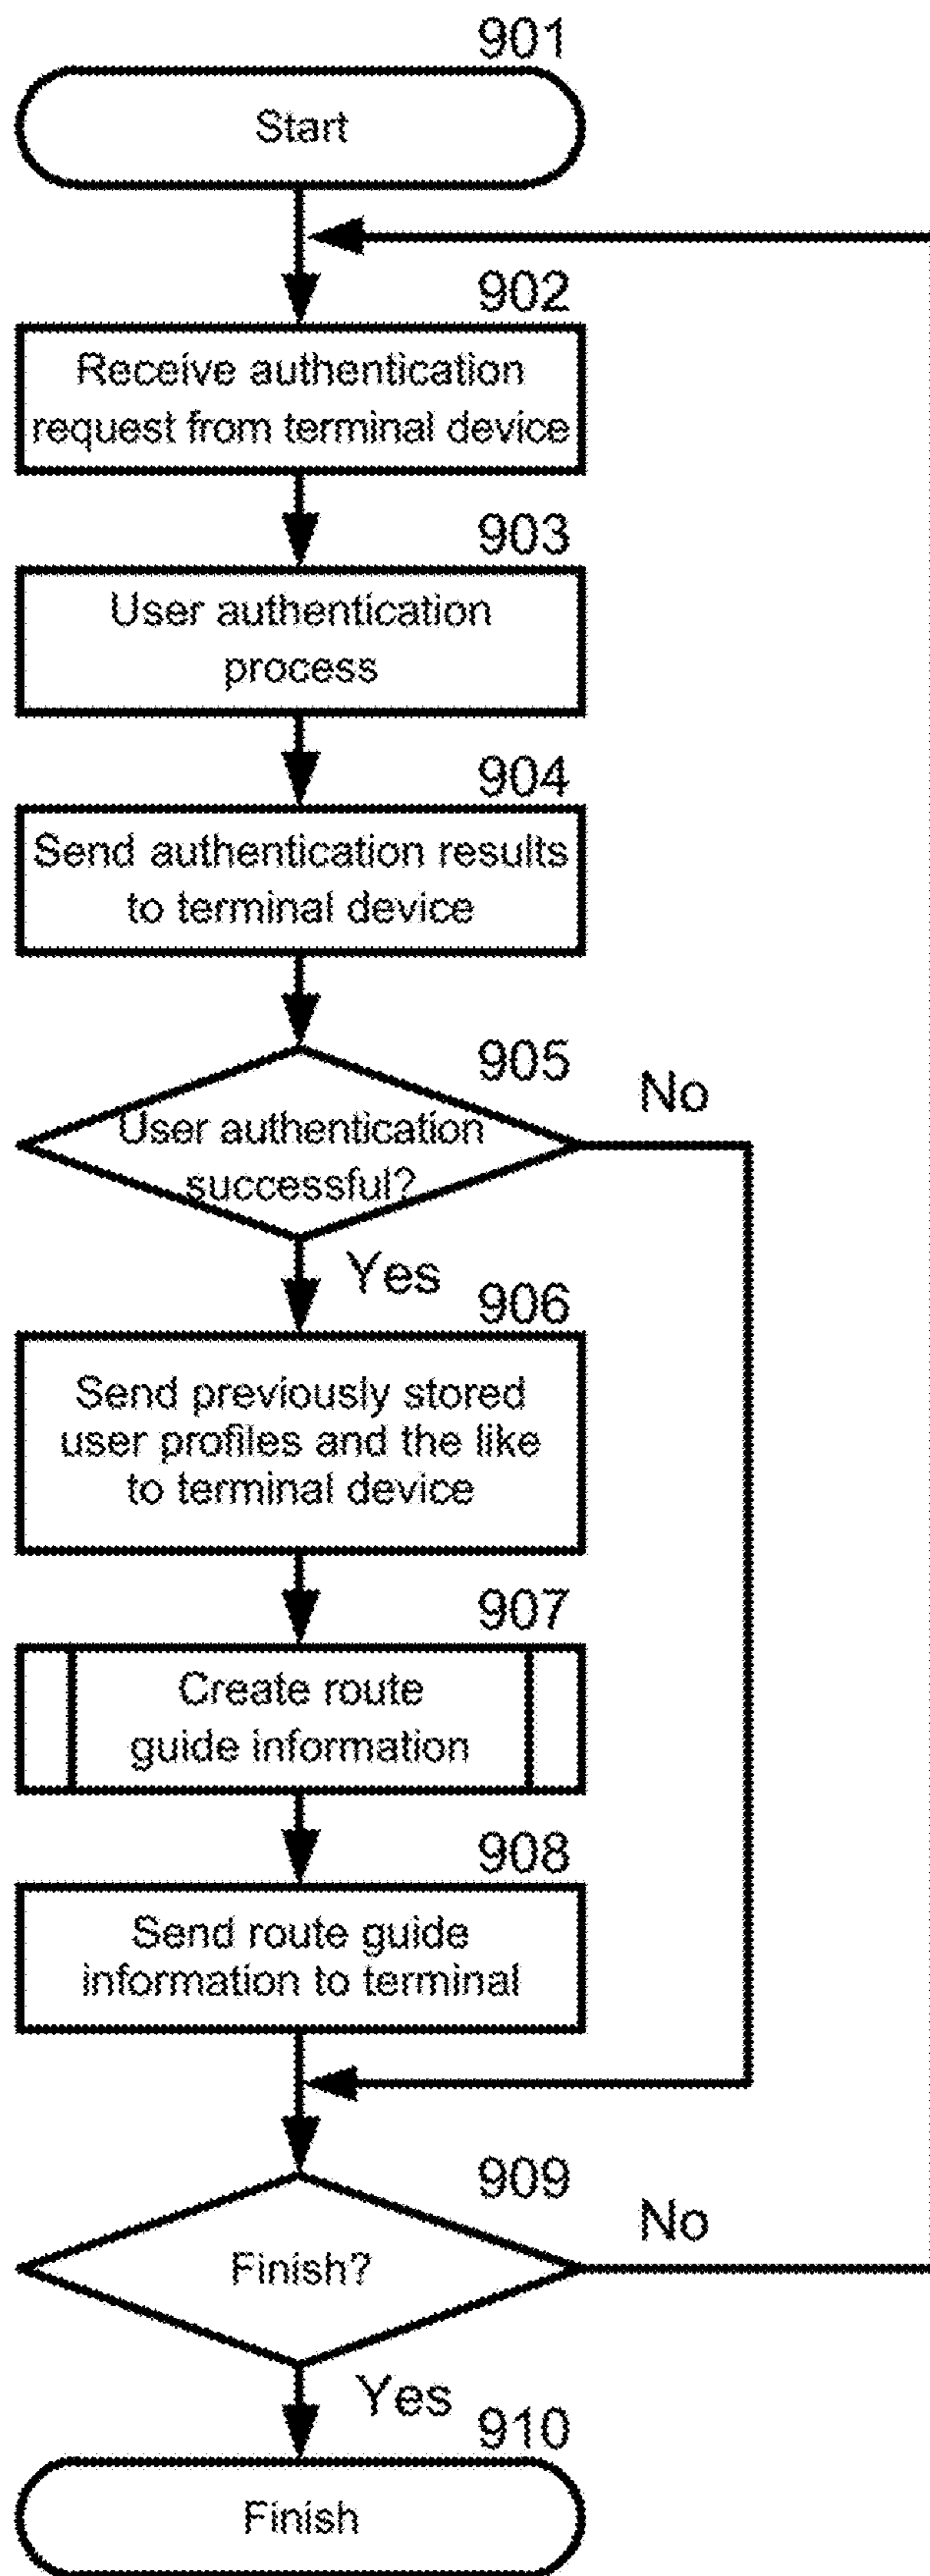 901
Start
902
Receive authentication
request from terminal device
903
User authentication
process
904
Send authentication results
to terminal device
905
No
User authentication
successful?
Yes
906
Send previously stored
user profiles and the like
to terminal device
907
Create route
guide information
908
Send route guide
information to terminal
909
No
Finish?
Yes
910
Finish